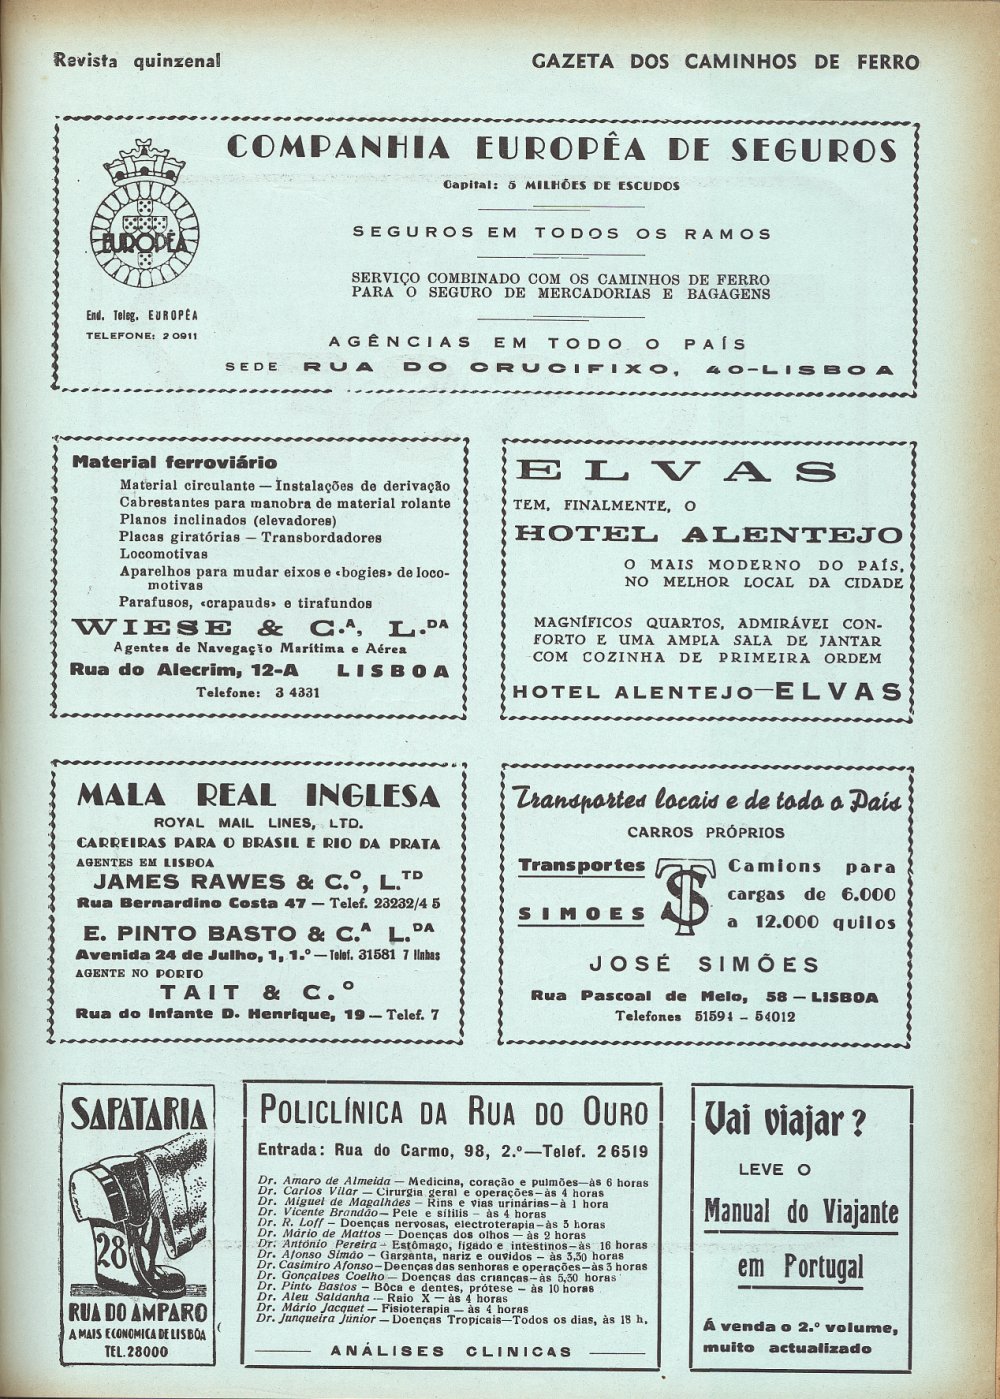 Revista quinzenal
GAZETA DOS CAMINHOS DE FERRO
COMPANHIA EUROPÊA DE SEGUROS
Capital: 5 MILHÕES DE ESCUDOS
SEGUROS EM TODOS OS RAMOS
SERVIÇO COMBINADO COM OS CAMINHOS DE FERRO
PARA O SEGURO DE MERCADORIAS E BAGAGENS
EUROPÊA
End. Teleg. EUROPÊA
TELEFONE: 2 0911
AGÊNCIAS EM TODO O PAÍS
SEDE RUA DO CRUCIFIXO, 40-LISBOA
Material ferroviário
Material circulante — Instalações de derivação
Cabrestantes para manobra de material rolante
Planos inclinados (elevadores)
Placas giratórias — Transbordadores
Locomotivas
Aparelhos para mudar eixos e «bogies» de loco-
motivas
Parafusos, «crapauds» e tirafundos
WIESE & C.A, L.DA
Agentes de Navegação Marítima e Aérea
Rua do Alecrim, 12-A LISBOA
Telefone: 3 4331
ELVAS
TEM, FINALMENTE, O
HOTEL ALENTEJO
O MAIS MODERNO DO PAÍS,
NO MELHOR LOCAL DA CIDADE
MAGNÍFICOS QUARTOS, ADMIRÁVEL CON-
FORTO E UMA AMPLA SALA DE JANTAR
COM COZINHA DE PRIMEIRA ORDEM
HOTEL ALENTEJO—ELVAS
MALA REAL INGLESA
ROYAL MAIL LINES, LTD.
CARREIRAS PARA O BRASIL E RIO DA PRATA
AGENTES EM LISBOA
JAMES RAWES & C.º, L.TD
Rua Bernardino Costa 47 — Telef. 23232/4 5
E. PINTO BASTO & C.A L.DA
Avenida 24 de Julho, 1, 1.º — Telef. 31581 7 linhas
AGENTE NO PORTO
TAIT & C.º
Rua do Infante D. Henrique, 19 — Telef. 7
Transportes locais e de todo o País
CARROS PRÓPRIOS
Transportes
SIMOES
TS
Camions para
cargas de 6.000
a 12.000 quilos
JOSÉ SIMÕES
Rua Pascoal de Melo, 58 — LISBOA
Telefones 51594 - 54012
SAPATARIA
28
RUA DO AMPARO
A MAIS ECONOMICA DE LISBOA
TEL. 28000
POLICLÍNICA DA RUA DO OURO
Entrada: Rua do Carmo, 98, 2.º—Telef. 2 6519
Dr. Amaro de Almeida — Medicina, coração e pulmões—às 6 horas
Dr. Carlos Vilar — Cirurgia geral e operações—às 4 horas
Dr. Miguel de Magalhães — Rins e vias urinárias—à 1 hora
Dr. Vicente Brandão— Pele e sífilis — às 4 horas
Dr. R. Loff — Doenças nervosas, electroterapia—às 3 horas
Dr. Mário de Mattos — Doenças dos olhos — às 2 horas
Dr. António Pereira — Estômago, fígado e intestinos—às 16 horas
Dr. Afonso Simão — Garganta, nariz e ouvidos — às 3,30 horas
Dr. Casimiro Afonso—Doenças das senhoras e operações—às 3 horas
Dr. Gonçalves Coelho — Doenças das crianças—às 5,30 horas
Dr. Pinto Bastos — Bôca e dentes, prótese — às 10 horas
Dr. Aleu Saldanha — Raio X — às 4 horas
Dr. Mário Jacquet — Fisioterapia — às 4 horas
Dr. Junqueira Júnior — Doenças Tropicais—Todos os dias, às 18 h.
ANÁLISES CLINICAS
Vai viajar?
LEVE O
Manual do Viajante
em Portugal
Á venda o 2.º volume,
muito actualizado